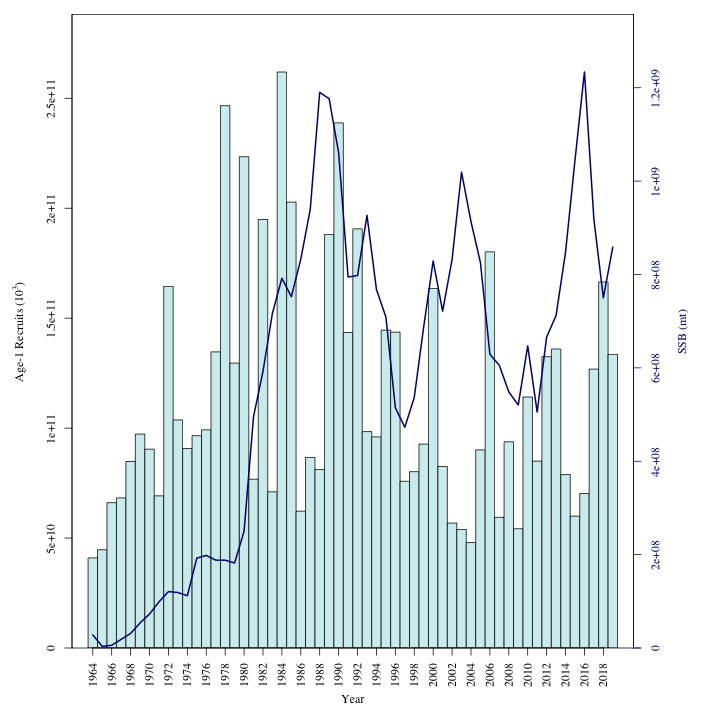 Age-1 Recruits (10³)
2.5e+11
2e+11
1.5e+11
1e+11
5e+10
0
1.2e+09
1e+09
8e+08
6e+08
4e+08
2e+08
0
SSB (mt)
1964 1966 1968 1970 1972 1974 1976 1978 1980 1982 1984 1986 1988 1990 1992 1994 1996 1998 2000 2002 2004 2006 2008 2010 2012 2014 2016 2018
Year